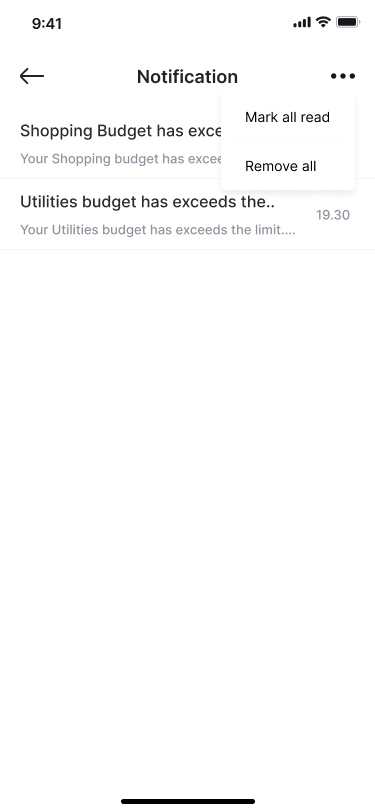 9:41
Notification
Mark all read
Shopping Budget has exce
Your Shopping budget has excee
Remove all
Utilities budget has exceeds the..
19.30
Your Utilities budget has exceeds the limit....